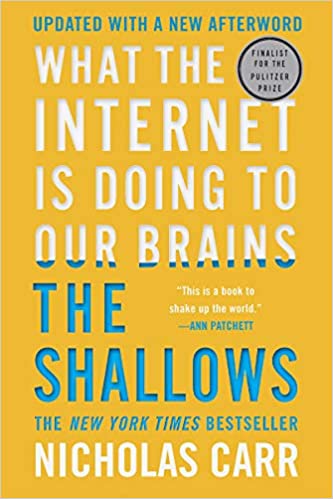 UPDATED WITH A NEW AFTERWORD
WHAT THE
FINALIST
FOR THE
PULITZER
PRIZE
INTERNET
IS DOING TO
OUR BRAINS
THE
“This is a book to
shake up the world.”
—ANN PATCHETT
SHALLOWS
THE NEW YORK TIMES BESTSELLER
NICHOLAS CARR